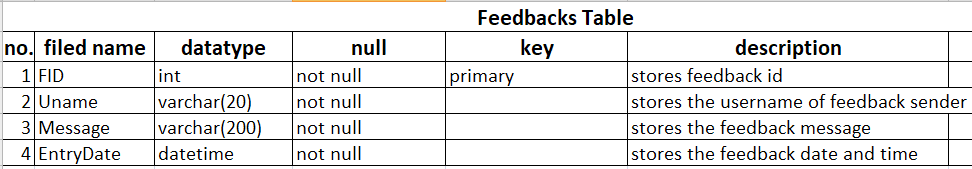 Feedbacks Table
no. filed name datatype null key description
1 FID int not null primary stores feedback id
2 Uname varchar(20) not null stores the username of feedback sender
3 Message varchar(200) not null stores the feedback message
4 EntryDate datetime not null stores the feedback date and time